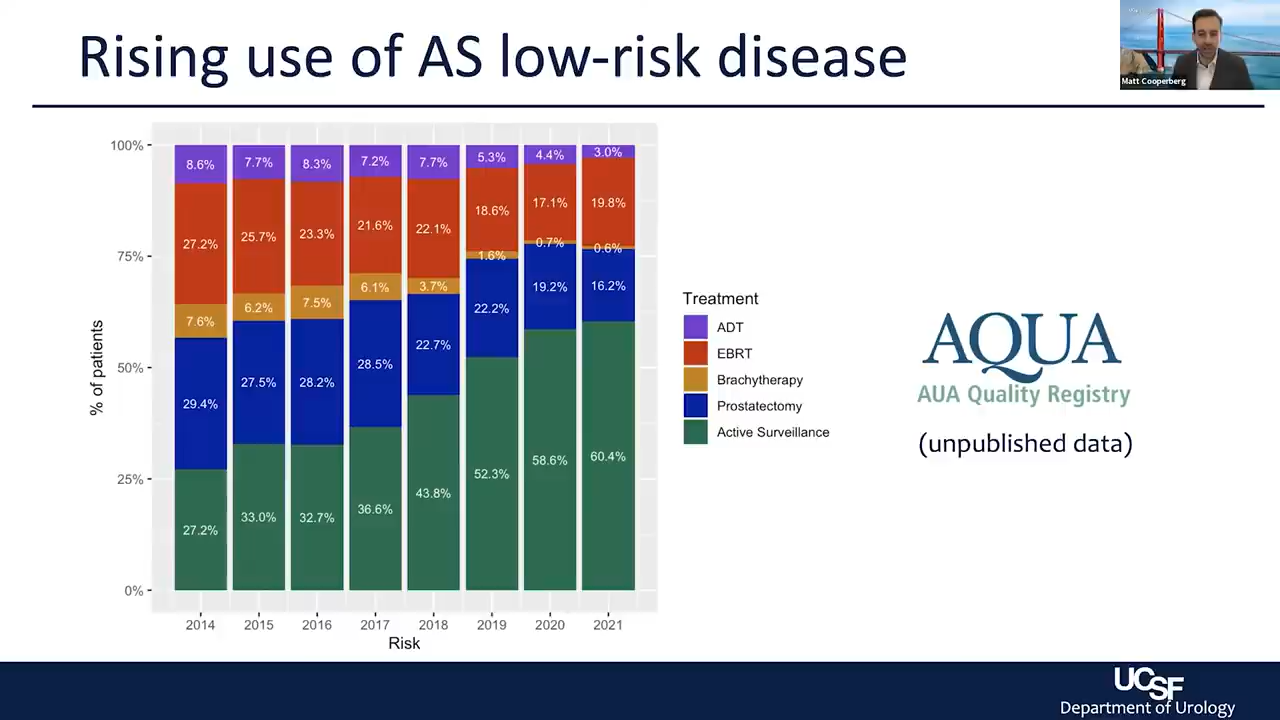 Rising use of AS low-risk disease
Matt Cooperberg
100%
75%
50%
25%
0%
% of patients
8.6%
7.7%
8.3%
7.2%
7.7%
5.3%
4.4%
3.0%
27.2%
25.7%
23.3%
21.6%
22.1%
18.6%
17.1%
19.8%
7.6%
6.2%
7.5%
6.1%
3.7%
1.6%
0.7%
0.6%
29.4%
27.5%
28.2%
28.5%
22.7%
22.2%
19.2%
16.2%
27.2%
33.0%
32.7%
36.6%
43.8%
52.3%
58.6%
60.4%
2014 2015 2016 2017 2018 2019 2020 2021
Risk
Treatment
ADT
EBRT
Brachytherapy
Prostatectomy
Active Surveillance
AQUA
AUA Quality Registry
(unpublished data)
UCSF
Department of Urology